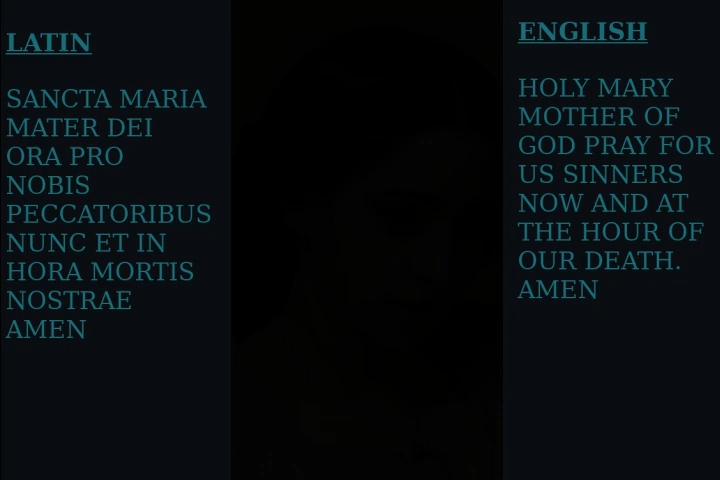 LATIN
SANCTA MARIA
MATER DEI
ORA PRO
NOBIS
PECCATORIBUS
NUNC ET IN
HORA MORTIS
NOSTRAE
AMEN
ENGLISH
HOLY MARY
MOTHER OF
GOD PRAY FOR
US SINNERS
NOW AND AT
THE HOUR OF
OUR DEATH.
AMEN